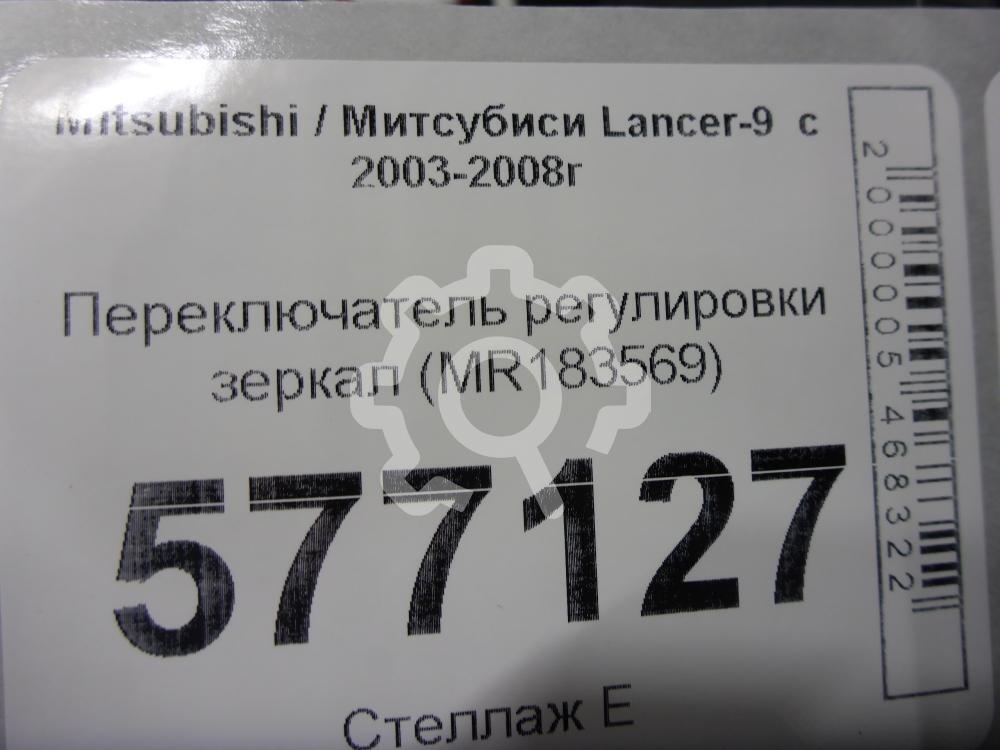 Mitsubishi / Митсубиси Lancer-9 с
2003-2008г
Переключатель регулировки
зеркал (MR183569)
577127
Стеллаж E
2000005468322